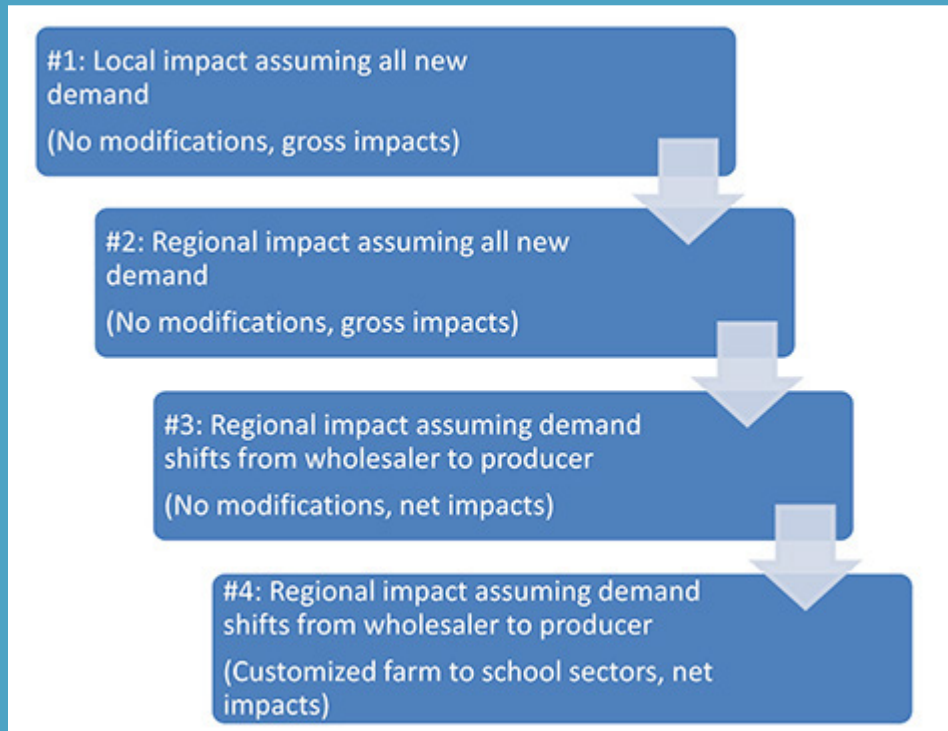 #1: Local impact assuming all new
demand
(No modifications, gross impacts)
#2: Regional impact assuming all new
demand
(No modifications, gross impacts)
#3: Regional impact assuming demand
shifts from wholesaler to producer
(No modifications, net impacts)
#4: Regional impact assuming demand
shifts from wholesaler to producer
(Customized farm to school sectors, net
impacts)